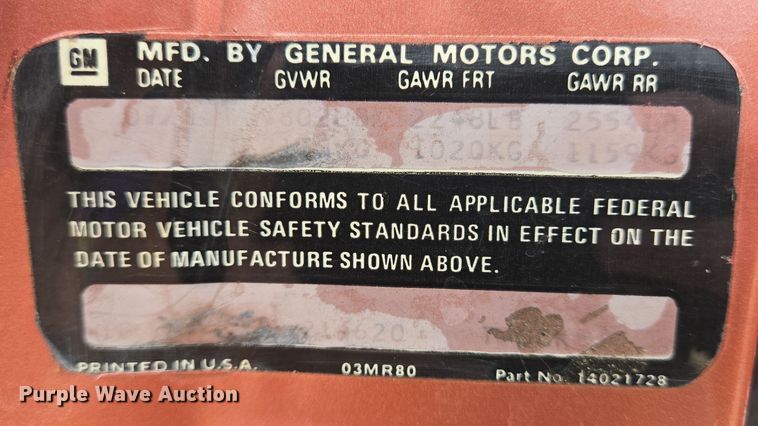 GM MFD. BY GENERAL MOTORS CORP.
DATE GVWR GAWR FRT GAWR RR
1020KG 1159KG
THIS VEHICLE CONFORMS TO ALL APPLICABLE FEDERAL
MOTOR VEHICLE SAFETY STANDARDS IN EFFECT ON THE
DATE OF MANUFACTURE SHOWN ABOVE.
PRINTED IN U.S.A. 03MR80 Part No. 14021728
Purple Wave Auction